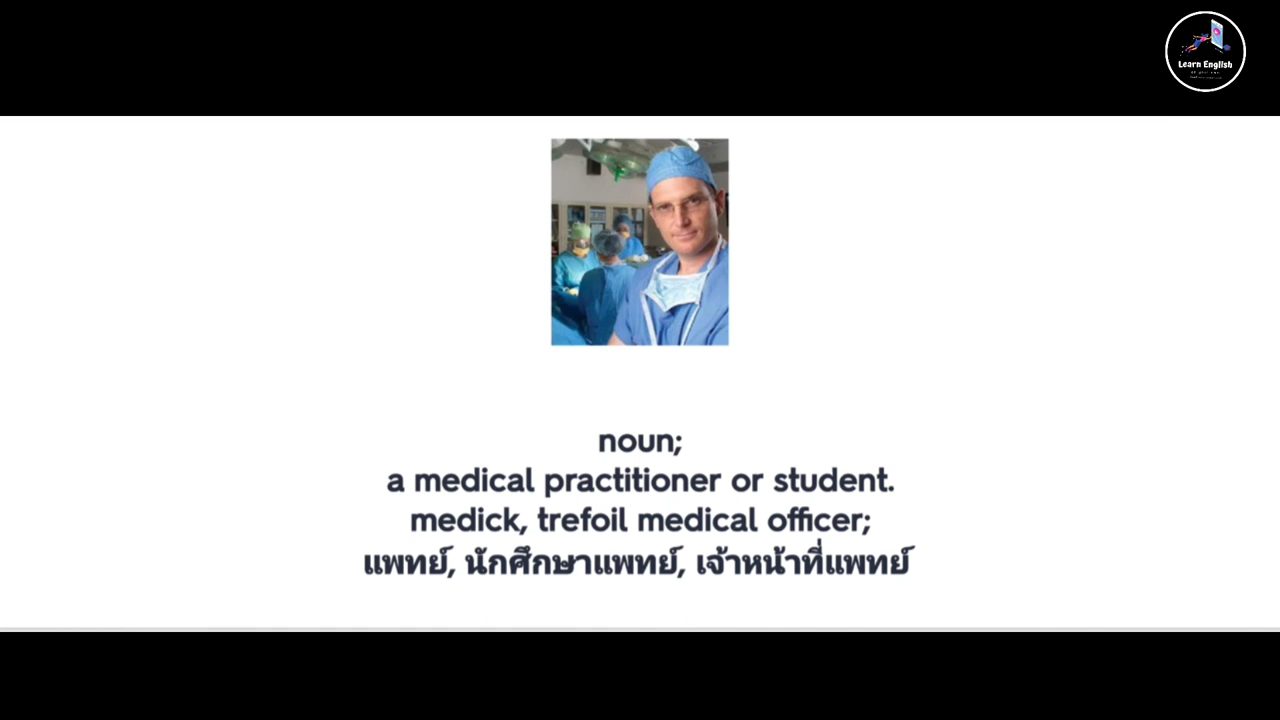 Learn English
noun;
a medical practitioner or student.
medick, trefoil medical officer;
แพทย์, นักศึกษาแพทย์, เจ้าหน้าที่แพทย์